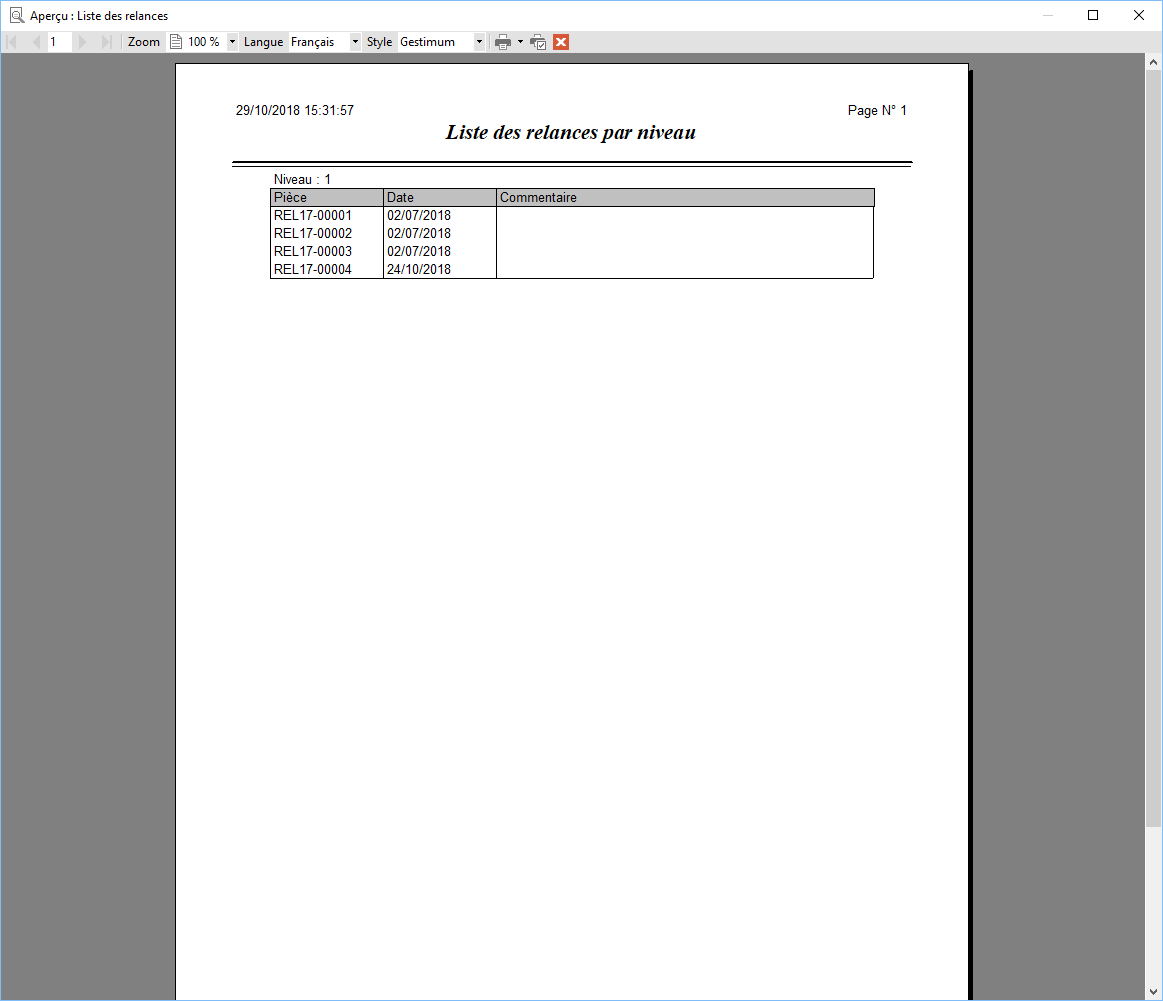 Aperçu : Liste des relances
1 Zoom 100 % Langue Français Style Gestimum
29/10/2018 15:31:57 Page N° 1
Liste des relances par niveau
Niveau : 1
Pièce Date Commentaire
REL17-00001 02/07/2018
REL17-00002 02/07/2018
REL17-00003 02/07/2018
REL17-00004 24/10/2018